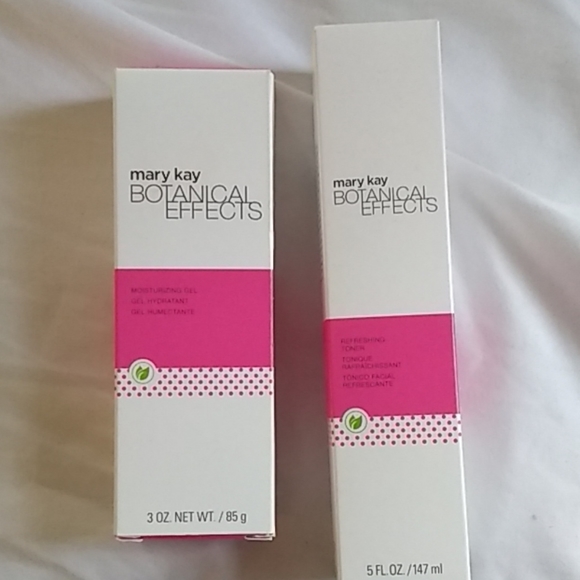 mary kay
BOTANICAL
EFFECTS
MOISTURIZING GEL
GEL HYDRATANT
GEL HUMECTANTE
3 OZ. NET WT. / 85 g
mary kay
BOTANICAL
EFFECTS
REFRESHING
TONER
TONIQUE
RAFRAÎCHISSANT
TÓNICO FACIAL
REFRESCANTE
5 FL. OZ. / 147 ml